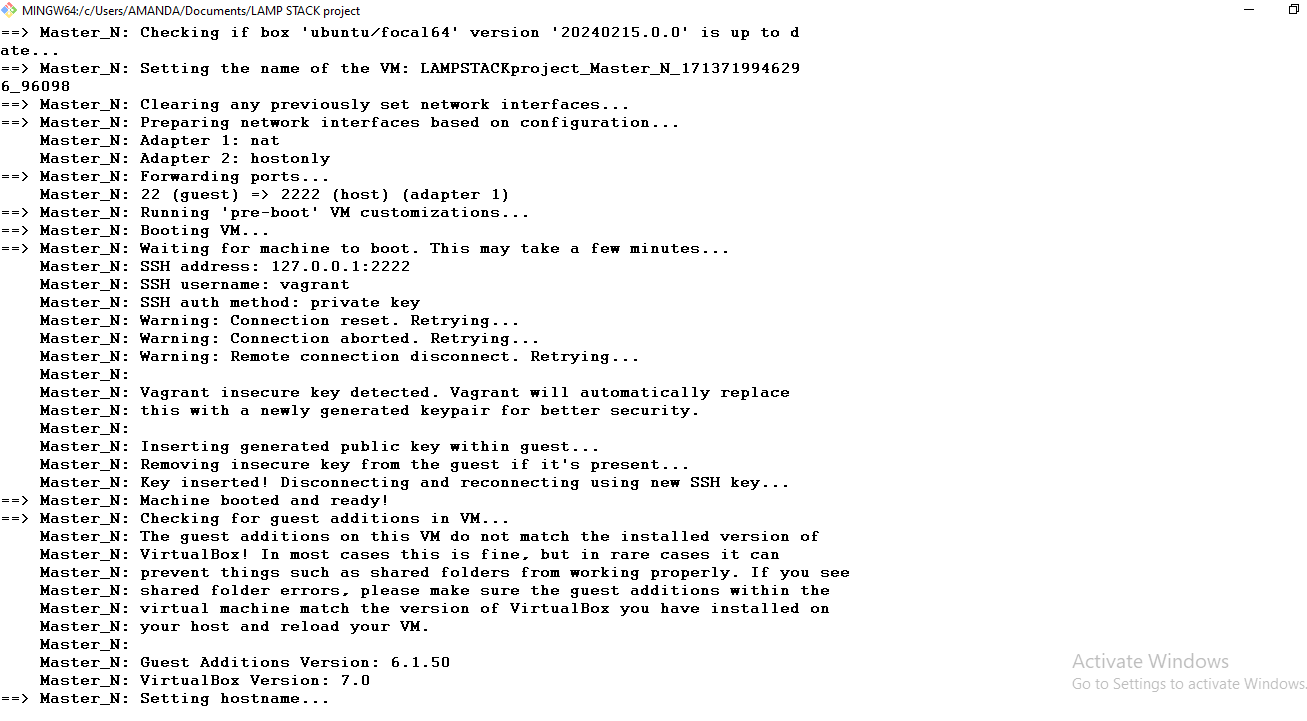 MINGW64:/c/Users/AMANDA/Documents/LAMP STACK project
==> Master_N: Checking if box 'ubuntu/focal64' version '20240215.0.0' is up to d
ate...
==> Master_N: Setting the name of the VM: LAMPSTACKproject_Master_N_171371994629
6_96098
==> Master_N: Clearing any previously set network interfaces...
==> Master_N: Preparing network interfaces based on configuration...
    Master_N: Adapter 1: nat
    Master_N: Adapter 2: hostonly
==> Master_N: Forwarding ports...
    Master_N: 22 (guest) => 2222 (host) (adapter 1)
==> Master_N: Running 'pre-boot' VM customizations...
==> Master_N: Booting VM...
==> Master_N: Waiting for machine to boot. This may take a few minutes...
    Master_N: SSH address: 127.0.0.1:2222
    Master_N: SSH username: vagrant
    Master_N: SSH auth method: private key
    Master_N: Warning: Connection reset. Retrying...
    Master_N: Warning: Connection aborted. Retrying...
    Master_N: Warning: Remote connection disconnect. Retrying...
    Master_N:
    Master_N: Vagrant insecure key detected. Vagrant will automatically replace
    Master_N: this with a newly generated keypair for better security.
    Master_N:
    Master_N: Inserting generated public key within guest...
    Master_N: Removing insecure key from the guest if it's present...
    Master_N: Key inserted! Disconnecting and reconnecting using new SSH key...
==> Master_N: Machine booted and ready!
==> Master_N: Checking for guest additions in VM...
    Master_N: The guest additions on this VM do not match the installed version of
    Master_N: VirtualBox! In most cases this is fine, but in rare cases it can
    Master_N: prevent things such as shared folders from working properly. If you see
    Master_N: shared folder errors, please make sure the guest additions within the
    Master_N: virtual machine match the version of VirtualBox you have installed on
    Master_N: your host and reload your VM.
    Master_N:
    Master_N: Guest Additions Version: 6.1.50
    Master_N: VirtualBox Version: 7.0
==> Master_N: Setting hostname...
Activate Windows
Go to Settings to activate Windows.